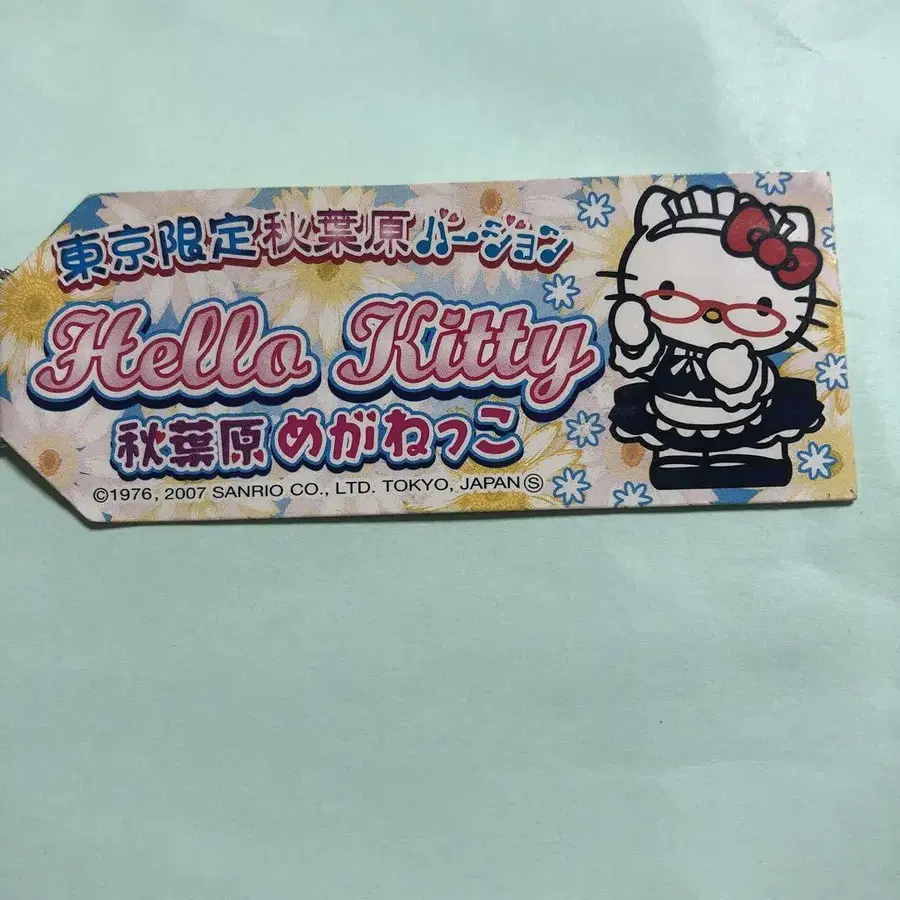 東京限定秋葉原バージョン
Hello Kitty
秋葉原めがねっこ
©1976, 2007 SANRIO CO., LTD. TOKYO, JAPAN Ⓢ